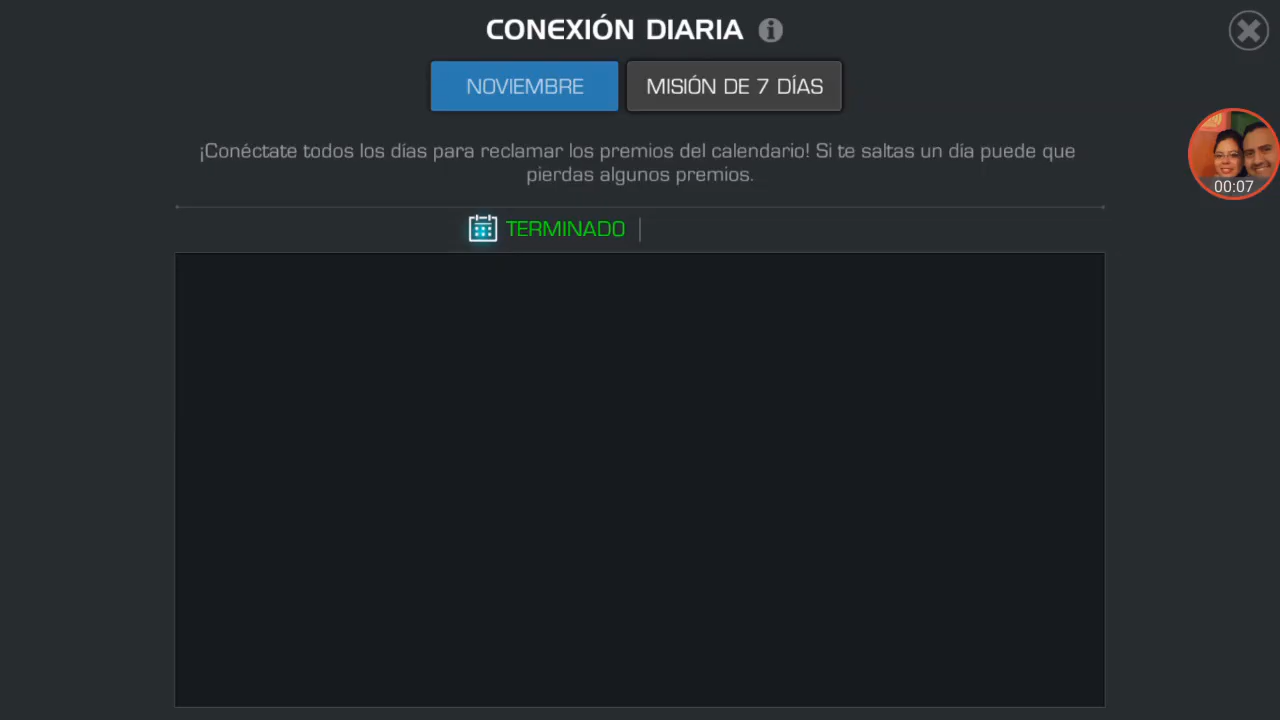 CONEXIÓN DIARIA
NOVIEMBRE
MISIÓN DE 7 DÍAS
¡Conéctate todos los días para reclamar los premios del calendario! Si te saltas un día puede que
pierdas algunos premios.
00:07
TERMINADO